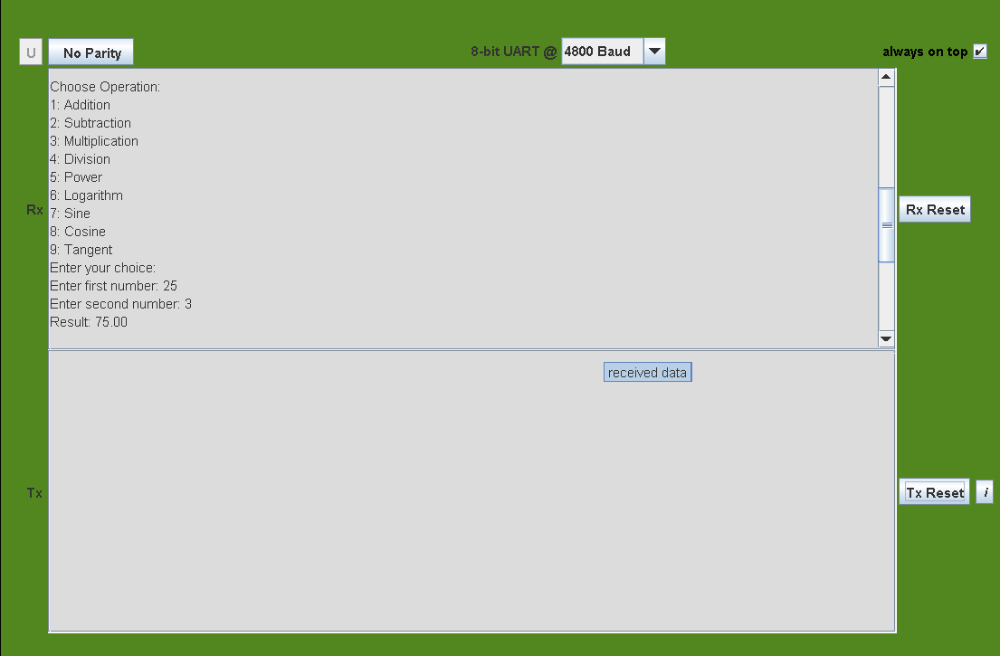 U No Parity 8-bit UART @ 4800 Baud always on top
Choose Operation:
1: Addition
2: Subtraction
3: Multiplication
4: Division
5: Power
6: Logarithm
7: Sine
8: Cosine
9: Tangent
Enter your choice:
Enter first number: 25
Enter second number: 3
Result: 75.00
Rx
Rx Reset
received data
Tx
Tx Reset
i